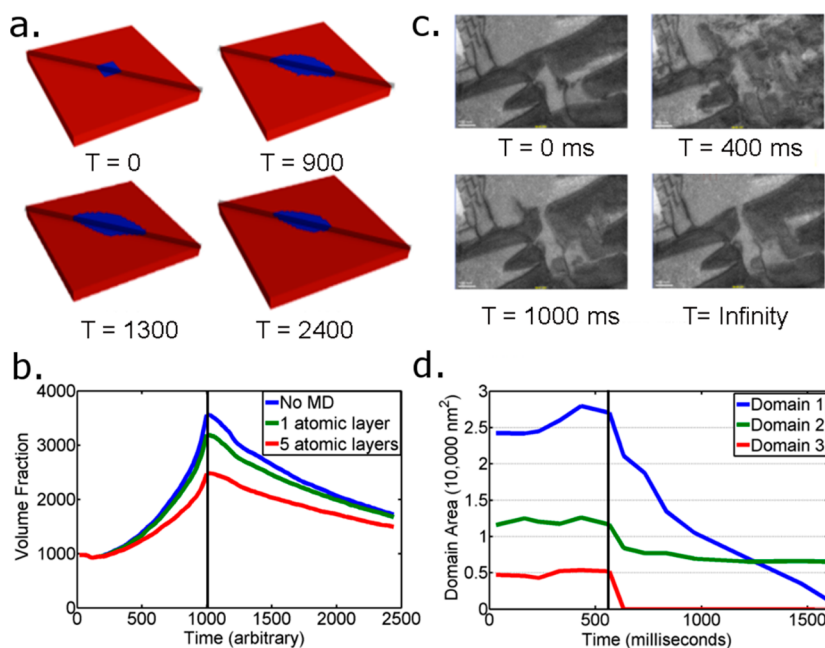 a.
T = 0
T = 900
T = 1300
T = 2400
c.
T = 0 ms
T = 400 ms
T = 1000 ms
T= Infinity
b.
4000
3000
2000
1000
0
Volume Fraction
No MD
1 atomic layer
5 atomic layers
0 500 1000 1500 2000 2500
Time (arbitrary)
d.
3
2.5
2
1.5
1
0.5
0
Domain Area (10,000 nm²)
Domain 1
Domain 2
Domain 3
0 500 1000 1500
Time (milliseconds)